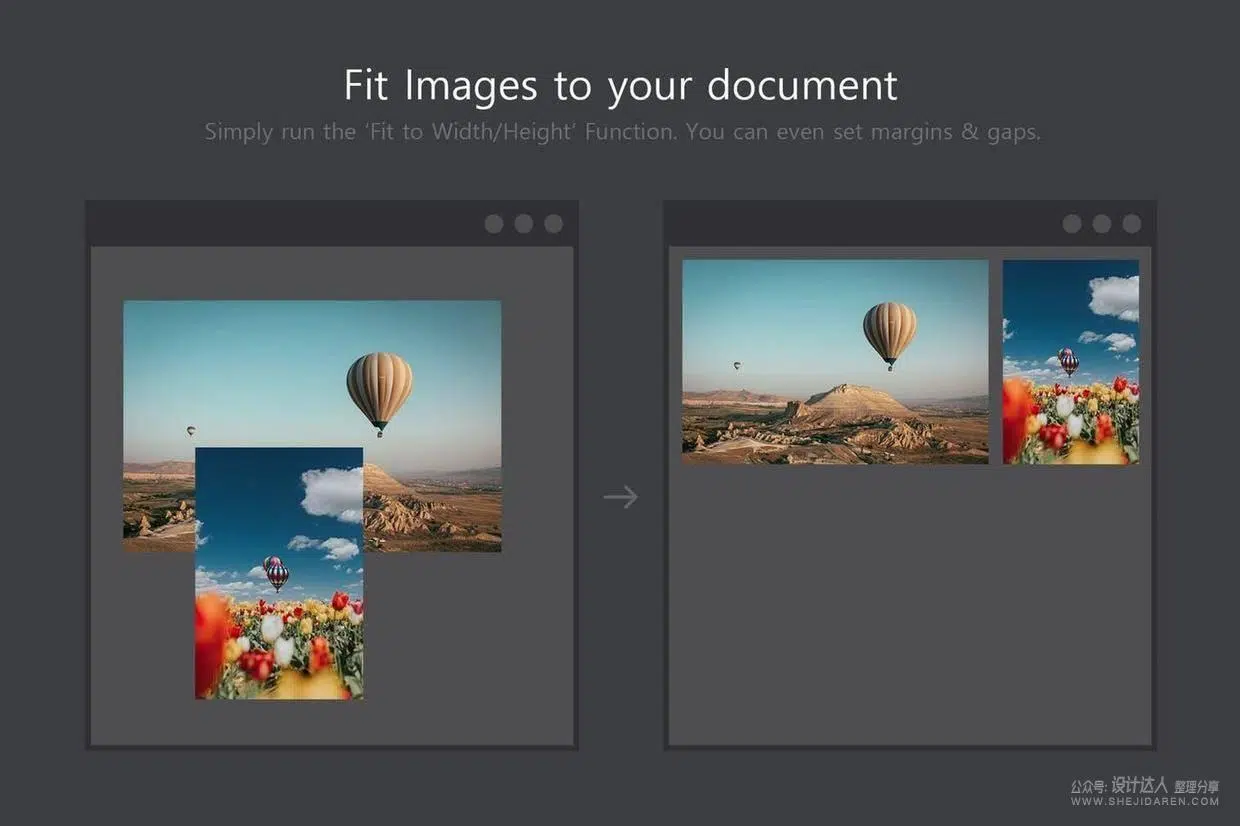 Fit Images to your document
Simply run the ‘Fit to Width/Height’ Function. You can even set margins & gaps.
公众号: 设计达人 整理分享
WWW.SHEJIDAREN.COM